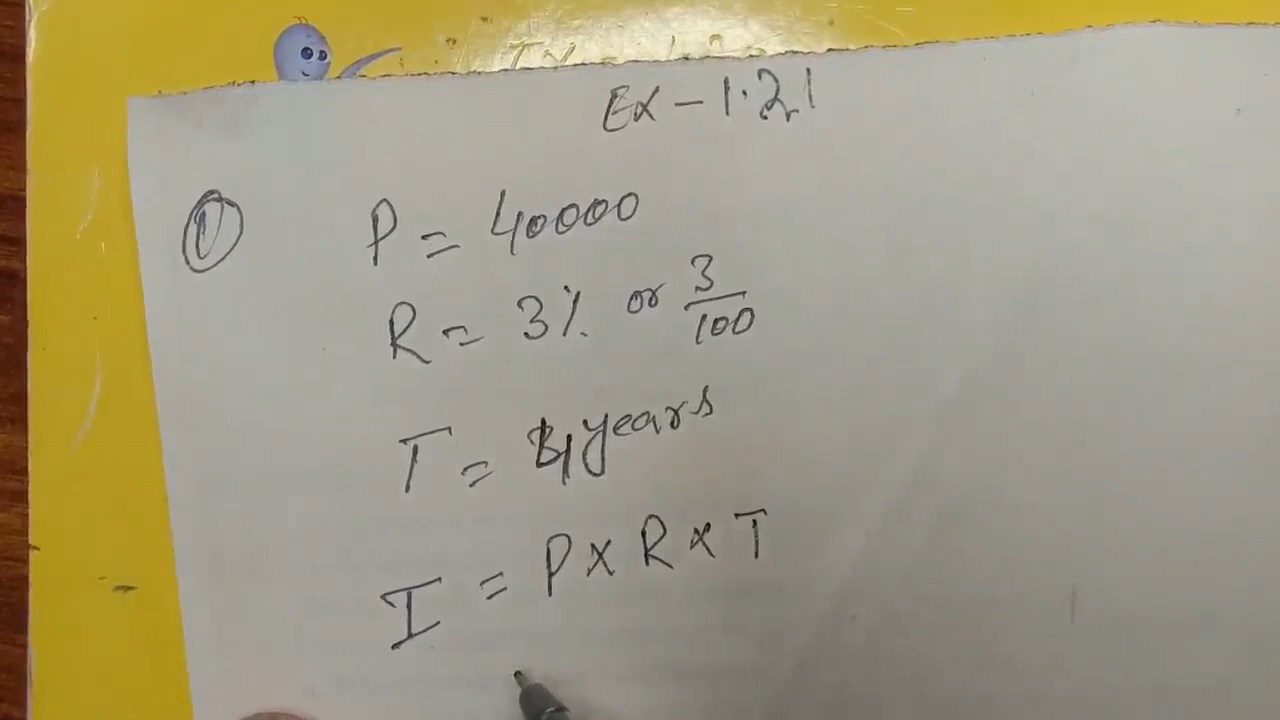 Ex - 1.21
① P = 40000
R = 3% or 3/100
T = 4 years
I = P × R × T